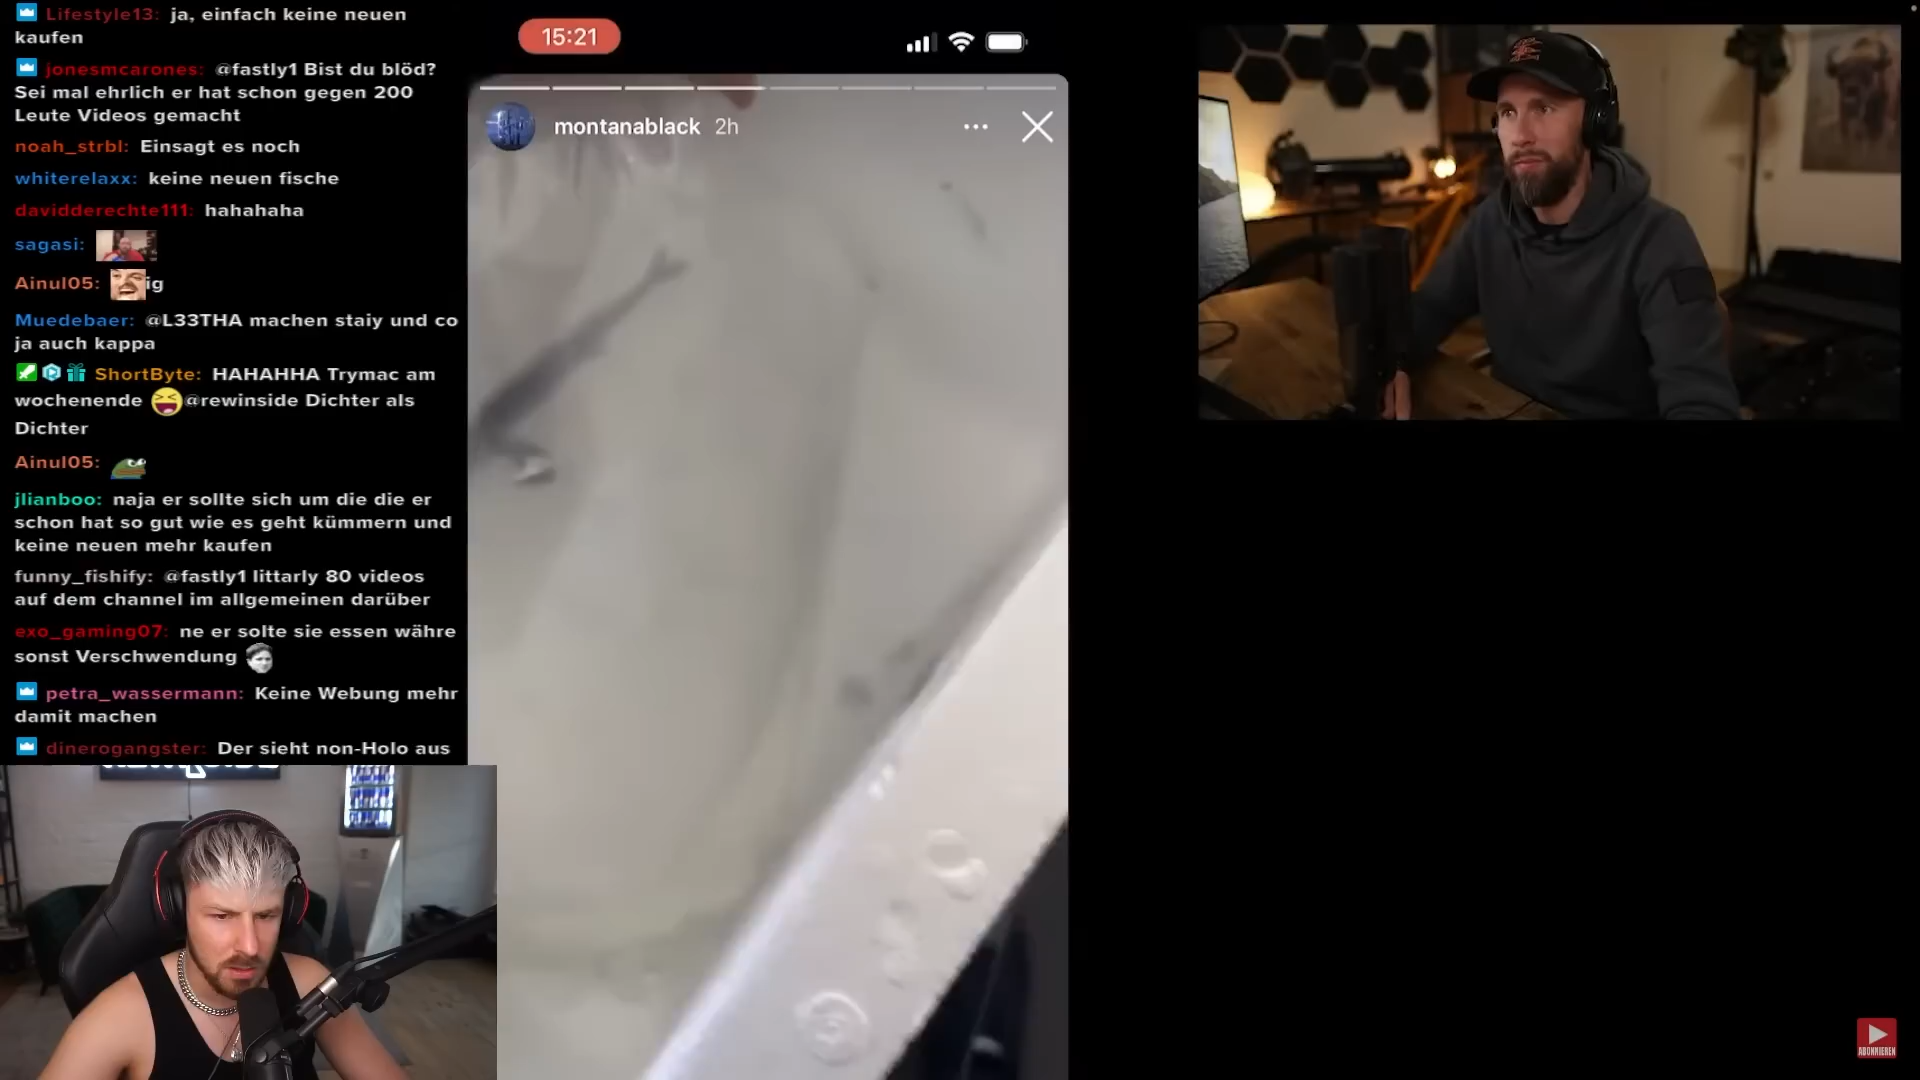 Lifestyle13: ja, einfach keine neuen
kaufen
jonesmcarones: @fastly1 Bist du blöd?
Sei mal ehrlich er hat schon gegen 200
Leute Videos gemacht
noah_strbl: Einsagt es noch
whiterelaxx: keine neuen fische
davidderechte111: hahahaha
sagasi:
Ainul05: ig
Muedebaer: @L33THA machen staiy und co
ja auch kappa
ShortByte: HAHAHHA Trymac am
wochenende @rewinside Dichter als
Dichter
Ainul05:
jlianboo: naja er sollte sich um die die er
schon hat so gut wie es geht kümmern und
keine neuen mehr kaufen
funny_fishify: @fastly1 littarly 80 videos
auf dem channel im allgemeinen darüber
exo_gaming07: ne er solte sie essen währe
sonst Verschwendung
petra_wassermann: Keine Webung mehr
damit machen
dinerogangster: Der sieht non-Holo aus
15:21
montanablack 2h
ABONNIEREN